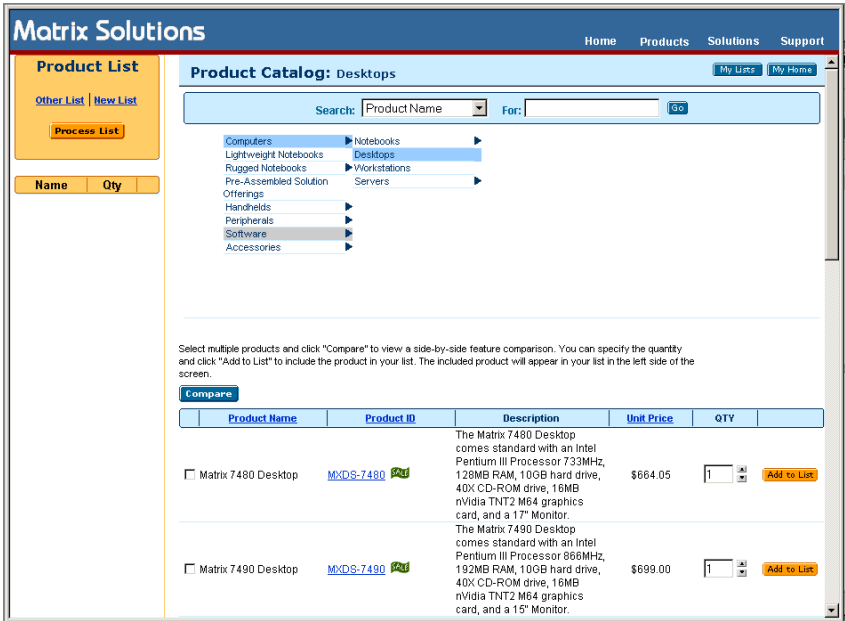 Matrix Solutions
Home Products Solutions Support
Product List
Other List | New List
Process List
Name Qty
Product Catalog: Desktops
My Lists My Home
Search: Product Name For: Go
Computers
Lightweight Notebooks
Rugged Notebooks
Pre-Assembled Solution
Offerings
Handhelds
Peripherals
Software
Accessories
Notebooks
Desktops
Workstations
Servers
Select multiple products and click "Compare" to view a side-by-side feature comparison. You can specify the quantity
and click "Add to List" to include the product in your list. The included product will appear in your list in the left side of the
screen.
Compare
Product Name Product ID Description Unit Price QTY
Matrix 7480 Desktop
MXDS-7480 SALE
The Matrix 7480 Desktop
comes standard with an Intel
Pentium III Processor 733MHz,
128MB RAM, 10GB hard drive,
40X CD-ROM drive, 16MB
nVidia TNT2 M64 graphics
card, and a 17" Monitor.
$664.05
1
Add to List
Matrix 7490 Desktop
MXDS-7490 SALE
The Matrix 7490 Desktop
comes standard with an Intel
Pentium III Processor 866MHz,
192MB RAM, 10GB hard drive,
40X CD-ROM drive, 16MB
nVidia TNT2 M64 graphics
card, and a 15" Monitor.
$699.00
1
Add to List